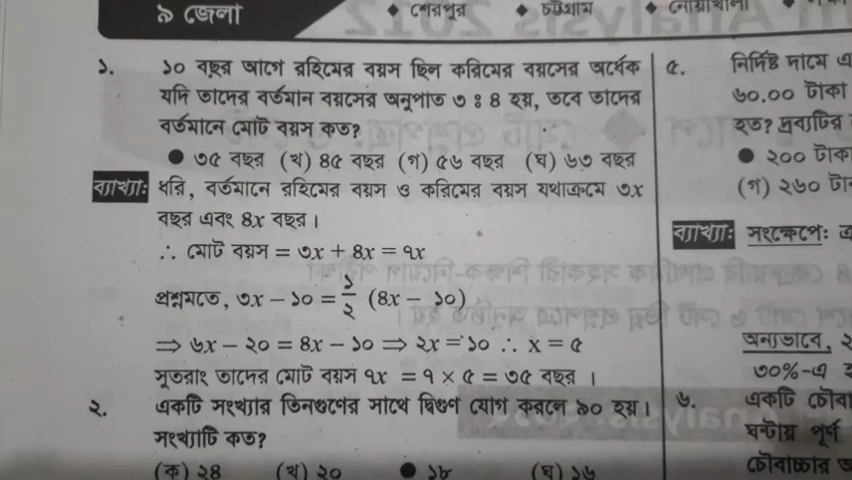 ৯ জেলা
◆ শেরপুর ◆ চট্টগ্রাম ◆ নোয়াখালী
১. ১০ বছর আগে রহিমের বয়স ছিল করিমের বয়সের অর্ধেক
যদি তাদের বর্তমান বয়সের অনুপাত ৩ ঃ ৪ হয়, তবে তাদের
বর্তমানে মোট বয়স কত?
● ৩৫ বছর (খ) ৪৫ বছর (গ) ৫৬ বছর (ঘ) ৬৩ বছর
ব্যাখ্যা: ধরি, বর্তমানে রহিমের বয়স ও করিমের বয়স যথাক্রমে ৩x
বছর এবং ৪x বছর।
∴ মোট বয়স = ৩x + ৪x = ৭x
প্রশ্নমতে, ৩x − ১০ = ১/২ (৪x − ১০)
⇒ ৬x − ২০ = ৪x − ১০ ⇒ ২x = ১০ ∴ x = ৫
সুতরাং তাদের মোট বয়স ৭x = ৭ × ৫ = ৩৫ বছর ।
২. একটি সংখ্যার তিনগুণের সাথে দ্বিগুণ যোগ করলে ৯০ হয়।
সংখ্যাটি কত?
(ক) ২৪ (খ) ২০ ● ১৮ (ঘ) ১৬
৫. নির্দিষ্ট দামে
৬০.০০ টাকা
হত? দ্রব্যটির
● ২০০ টাকা
(গ) ২৬০
ব্যাখ্যা: সংক্ষেপে:
অন্যভাবে,
৩০%-এ
৬. একটি
ঘন্টায় পূর্ণ
চৌবাচ্চার